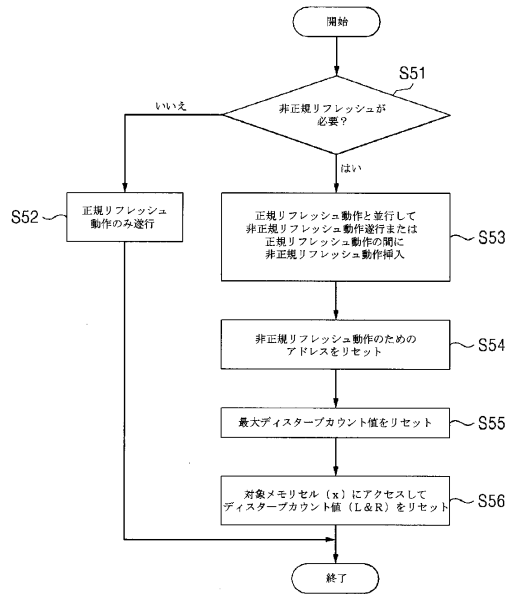 開始
S51
非正規リフレッシュが
必要?
いいえ
はい
S52
正規リフレッシュ
動作のみ遂行
正規リフレッシュ動作と並行して
非正規リフレッシュ動作遂行または
正規リフレッシュ動作の間に
非正規リフレッシュ動作挿入
S53
非正規リフレッシュ動作のための
アドレスをリセット
S54
最大ディスターブカウント値をリセット
S55
対象メモリセル(x)にアクセスして
ディスターブカウント値(L&R)をリセット
S56
終了